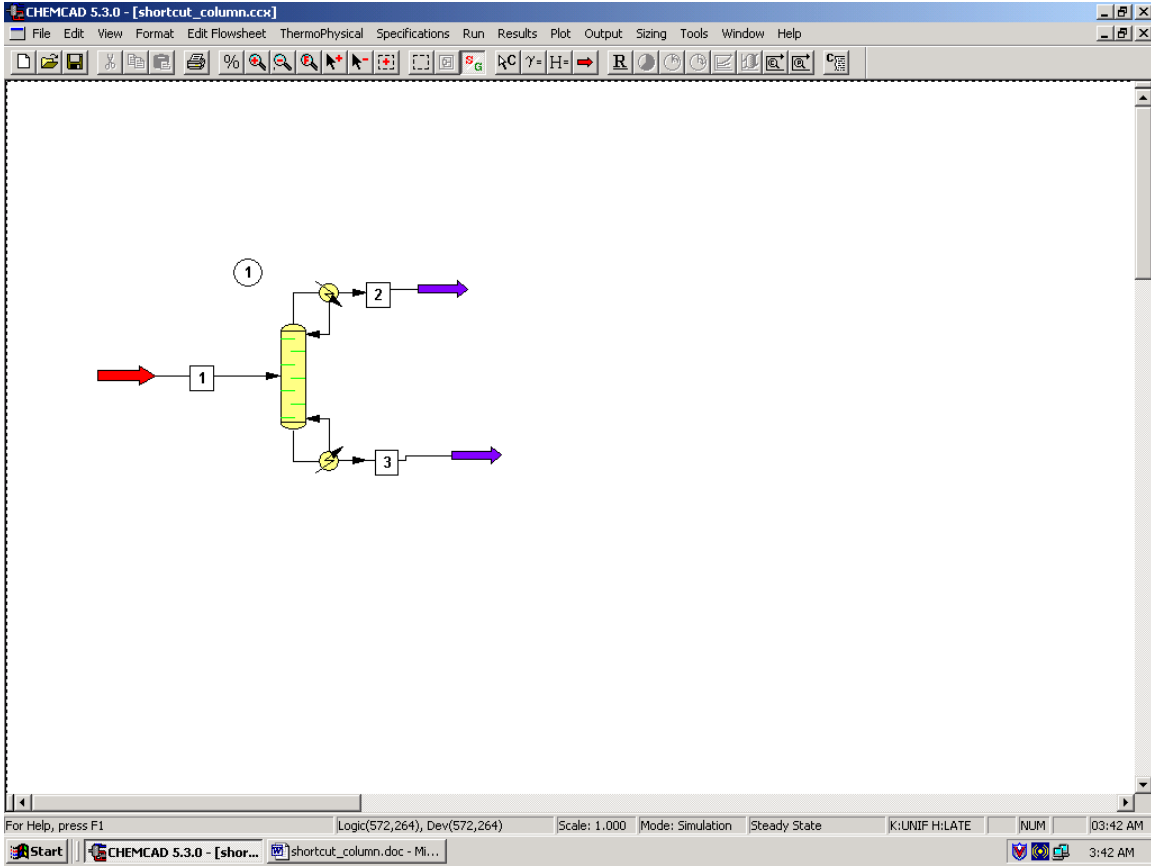 CHEMCAD 5.3.0 - [shortcut_column.ccx]
File Edit View Format Edit Flowsheet ThermoPhysical Specifications Run Results Plot Output Sizing Tools Window Help
% R K+ K- S G C γ= H= R C
1
2
1
3
For Help, press F1 Logic(572,264), Dev(572,264) Scale: 1.000 Mode: Simulation Steady State K:UNIF H:LATE NUM 03:42 AM
Start CHEMCAD 5.3.0 - [shor... shortcut_column.doc - Mi... 3:42 AM